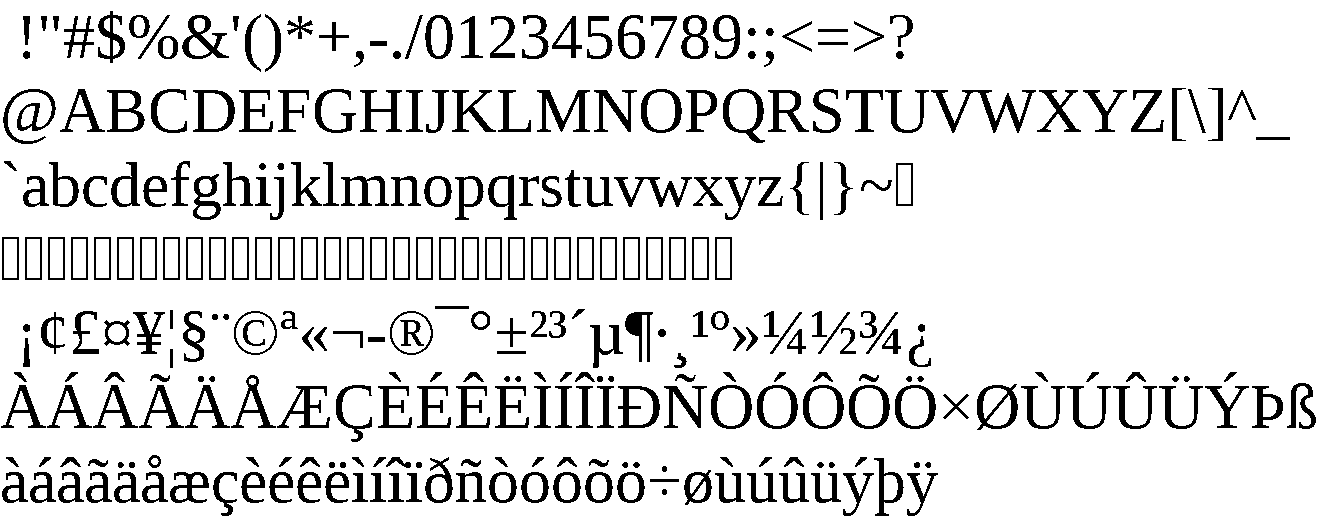 !"#$%&'()*+,-./0123456789:;<=>?
@ABCDEFGHIJKLMNOPQRSTUVWXYZ[\]^_
`abcdefghijklmnopqrstuvwxyz{|}~
¡¢£¤¥¦§¨©ª«¬-®¯°±²³´µ¶·¸¹º»¼½¾¿
ÀÁÂÃÄÅÆÇÈÉÊËÌÍÎÏÐÑÒÓÔÕÖ×ØÙÚÛÜÝÞß
àáâãäåæçèéêëìíîïðñòóôõö÷øùúûüýþÿ